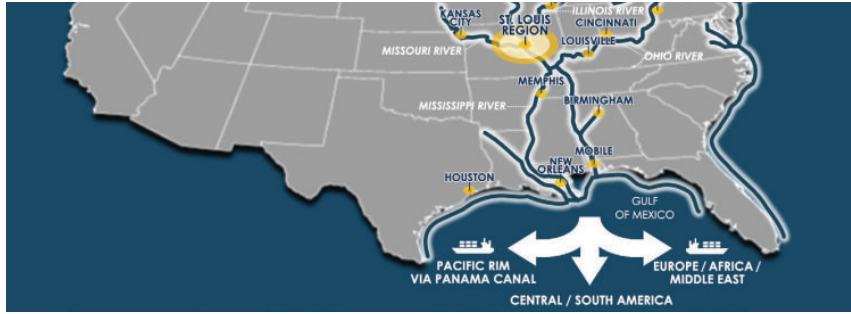 KANSAS
CITY
ST. LOUIS
REGION
ILLINOIS RIVER
CINCINNATI
LOUISVILLE
MISSOURI RIVER
OHIO RIVER
MEMPHIS
MISSISSIPPI RIVER
BIRMINGHAM
MOBILE
NEW
ORLEANS
HOUSTON
GULF
OF MEXICO
PACIFIC RIM
VIA PANAMA CANAL
EUROPE / AFRICA /
MIDDLE EAST
CENTRAL / SOUTH AMERICA